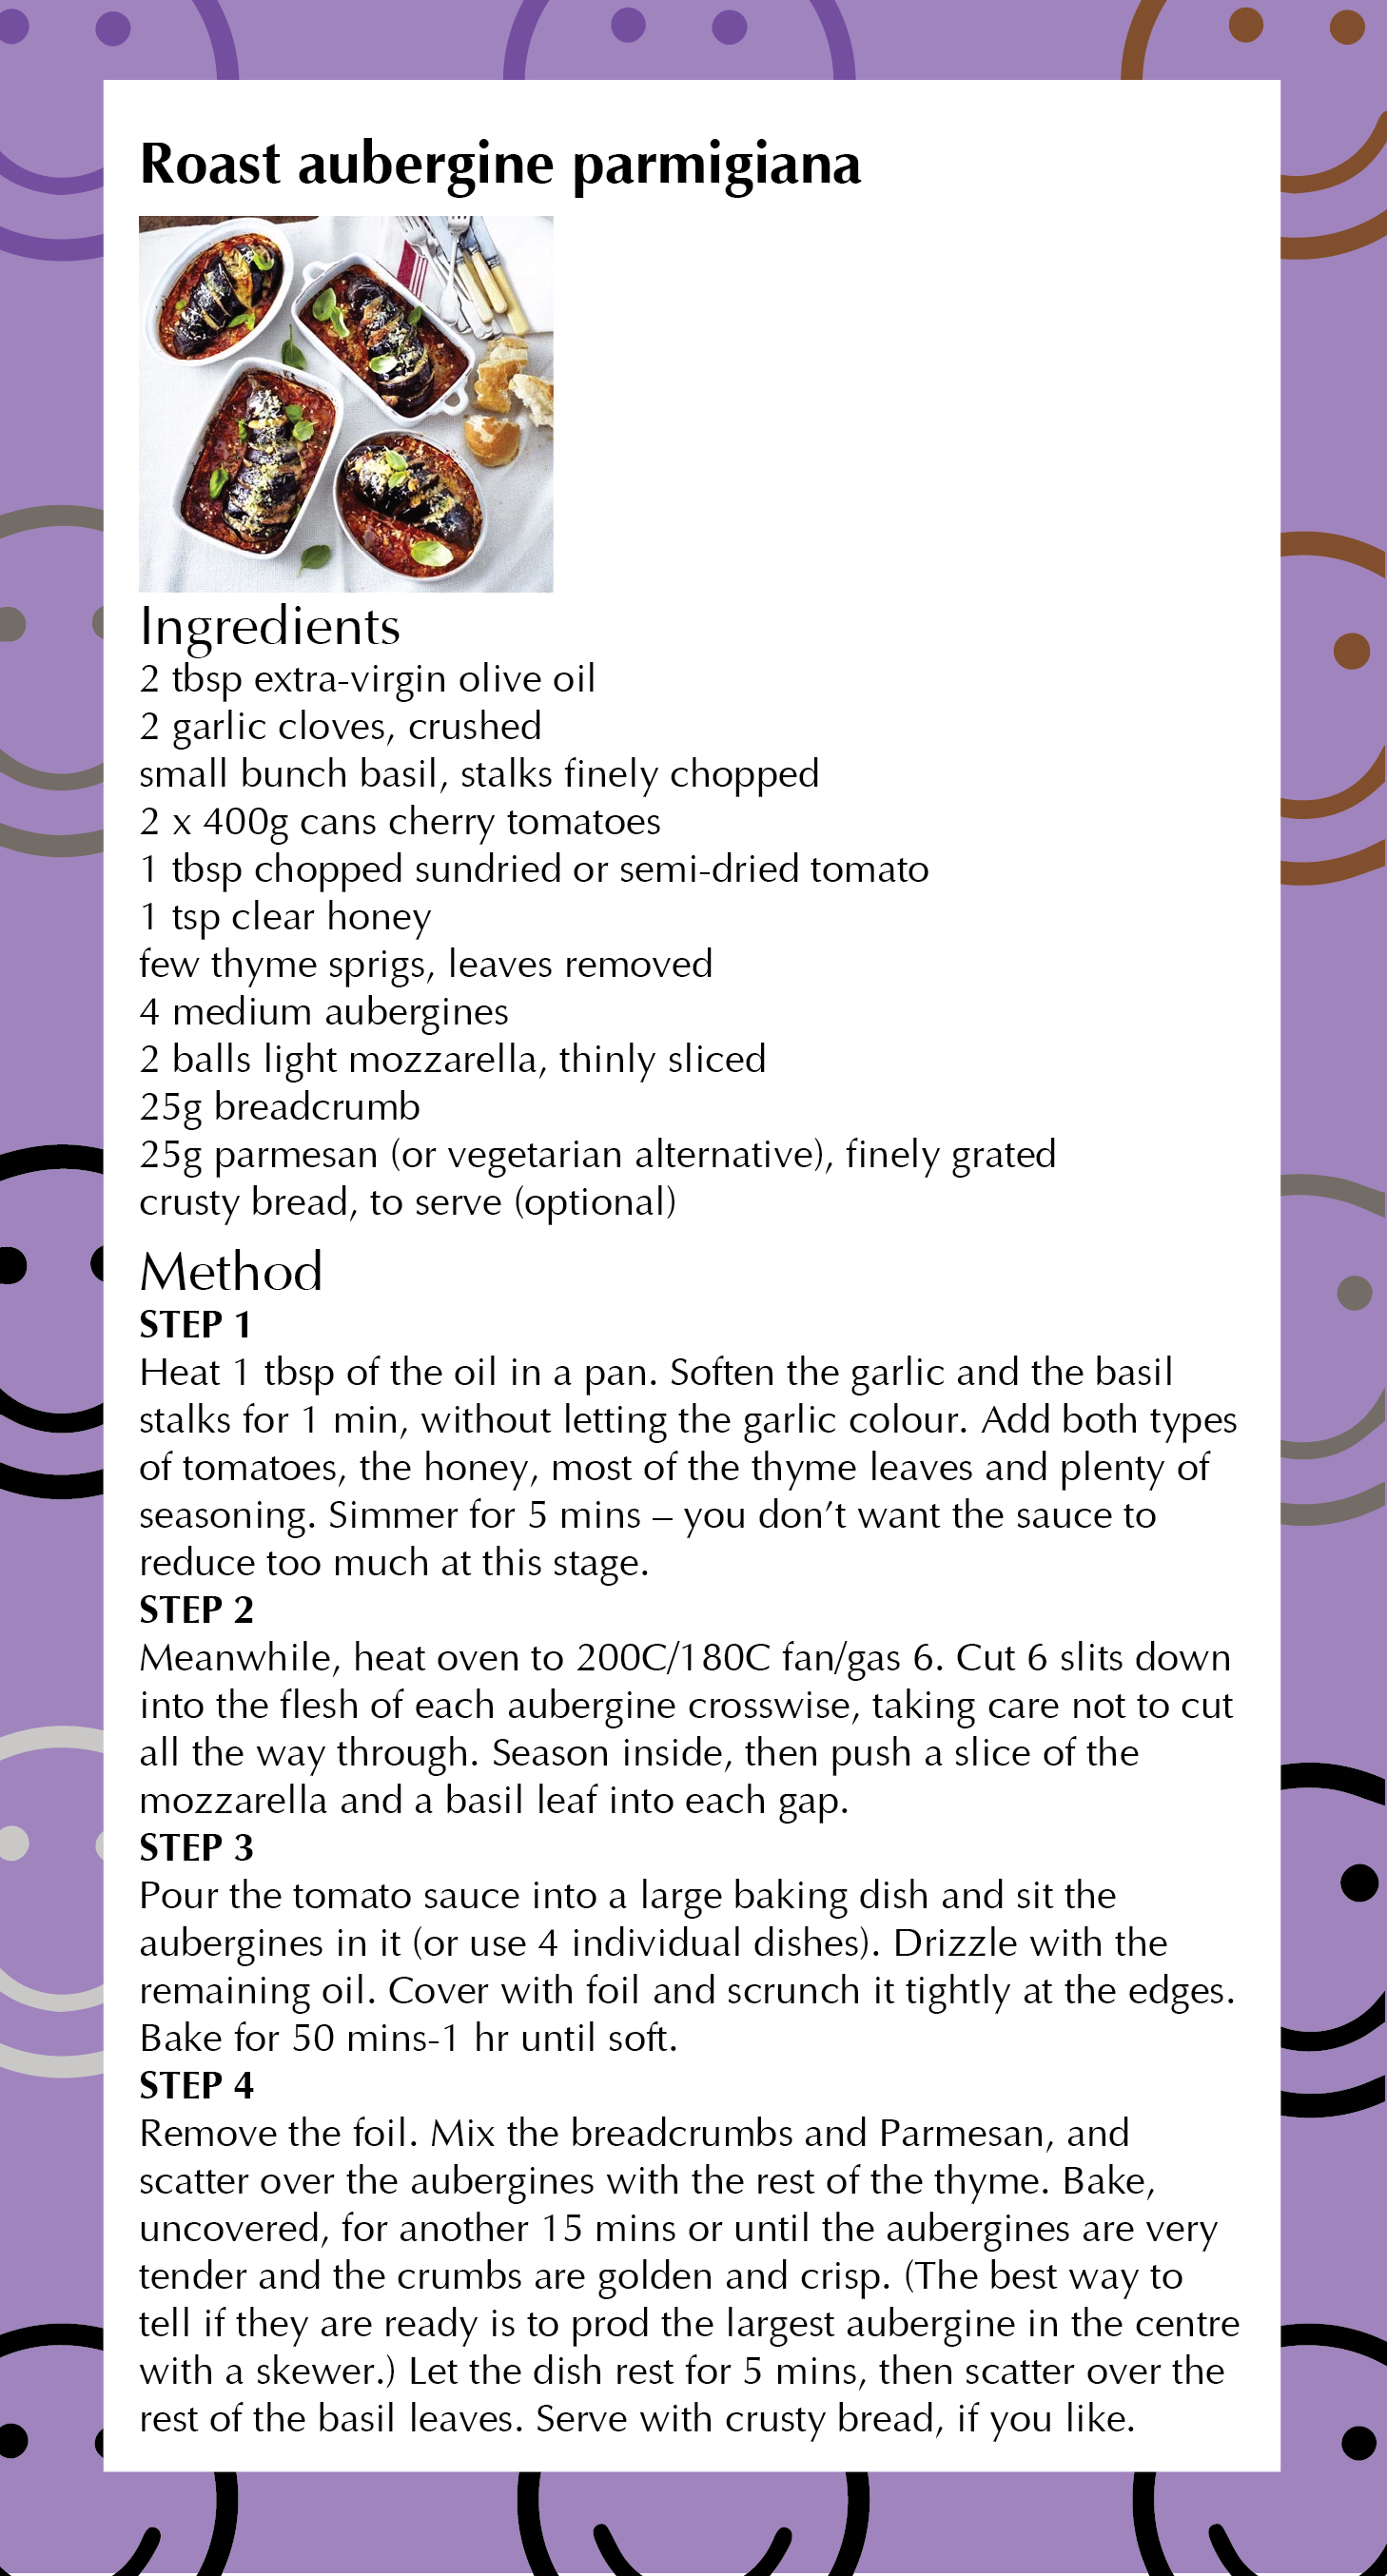 Roast aubergine parmigiana
Ingredients
2 tbsp extra-virgin olive oil
2 garlic cloves, crushed
small bunch basil, stalks finely chopped
2 x 400g cans cherry tomatoes
1 tbsp chopped sundried or semi-dried tomato
1 tsp clear honey
few thyme sprigs, leaves removed
4 medium aubergines
2 balls light mozzarella, thinly sliced
25g breadcrumb
25g parmesan (or vegetarian alternative), finely grated
crusty bread, to serve (optional)
Method
STEP 1
Heat 1 tbsp of the oil in a pan. Soften the garlic and the basil
stalks for 1 min, without letting the garlic colour. Add both types
of tomatoes, the honey, most of the thyme leaves and plenty of
seasoning. Simmer for 5 mins – you don’t want the sauce to
reduce too much at this stage.
STEP 2
Meanwhile, heat oven to 200C/180C fan/gas 6. Cut 6 slits down
into the flesh of each aubergine crosswise, taking care not to cut
all the way through. Season inside, then push a slice of the
mozzarella and a basil leaf into each gap.
STEP 3
Pour the tomato sauce into a large baking dish and sit the
aubergines in it (or use 4 individual dishes). Drizzle with the
remaining oil. Cover with foil and scrunch it tightly at the edges.
Bake for 50 mins-1 hr until soft.
STEP 4
Remove the foil. Mix the breadcrumbs and Parmesan, and
scatter over the aubergines with the rest of the thyme. Bake,
uncovered, for another 15 mins or until the aubergines are very
tender and the crumbs are golden and crisp. (The best way to
tell if they are ready is to prod the largest aubergine in the centre
with a skewer.) Let the dish rest for 5 mins, then scatter over the
rest of the basil leaves. Serve with crusty bread, if you like.